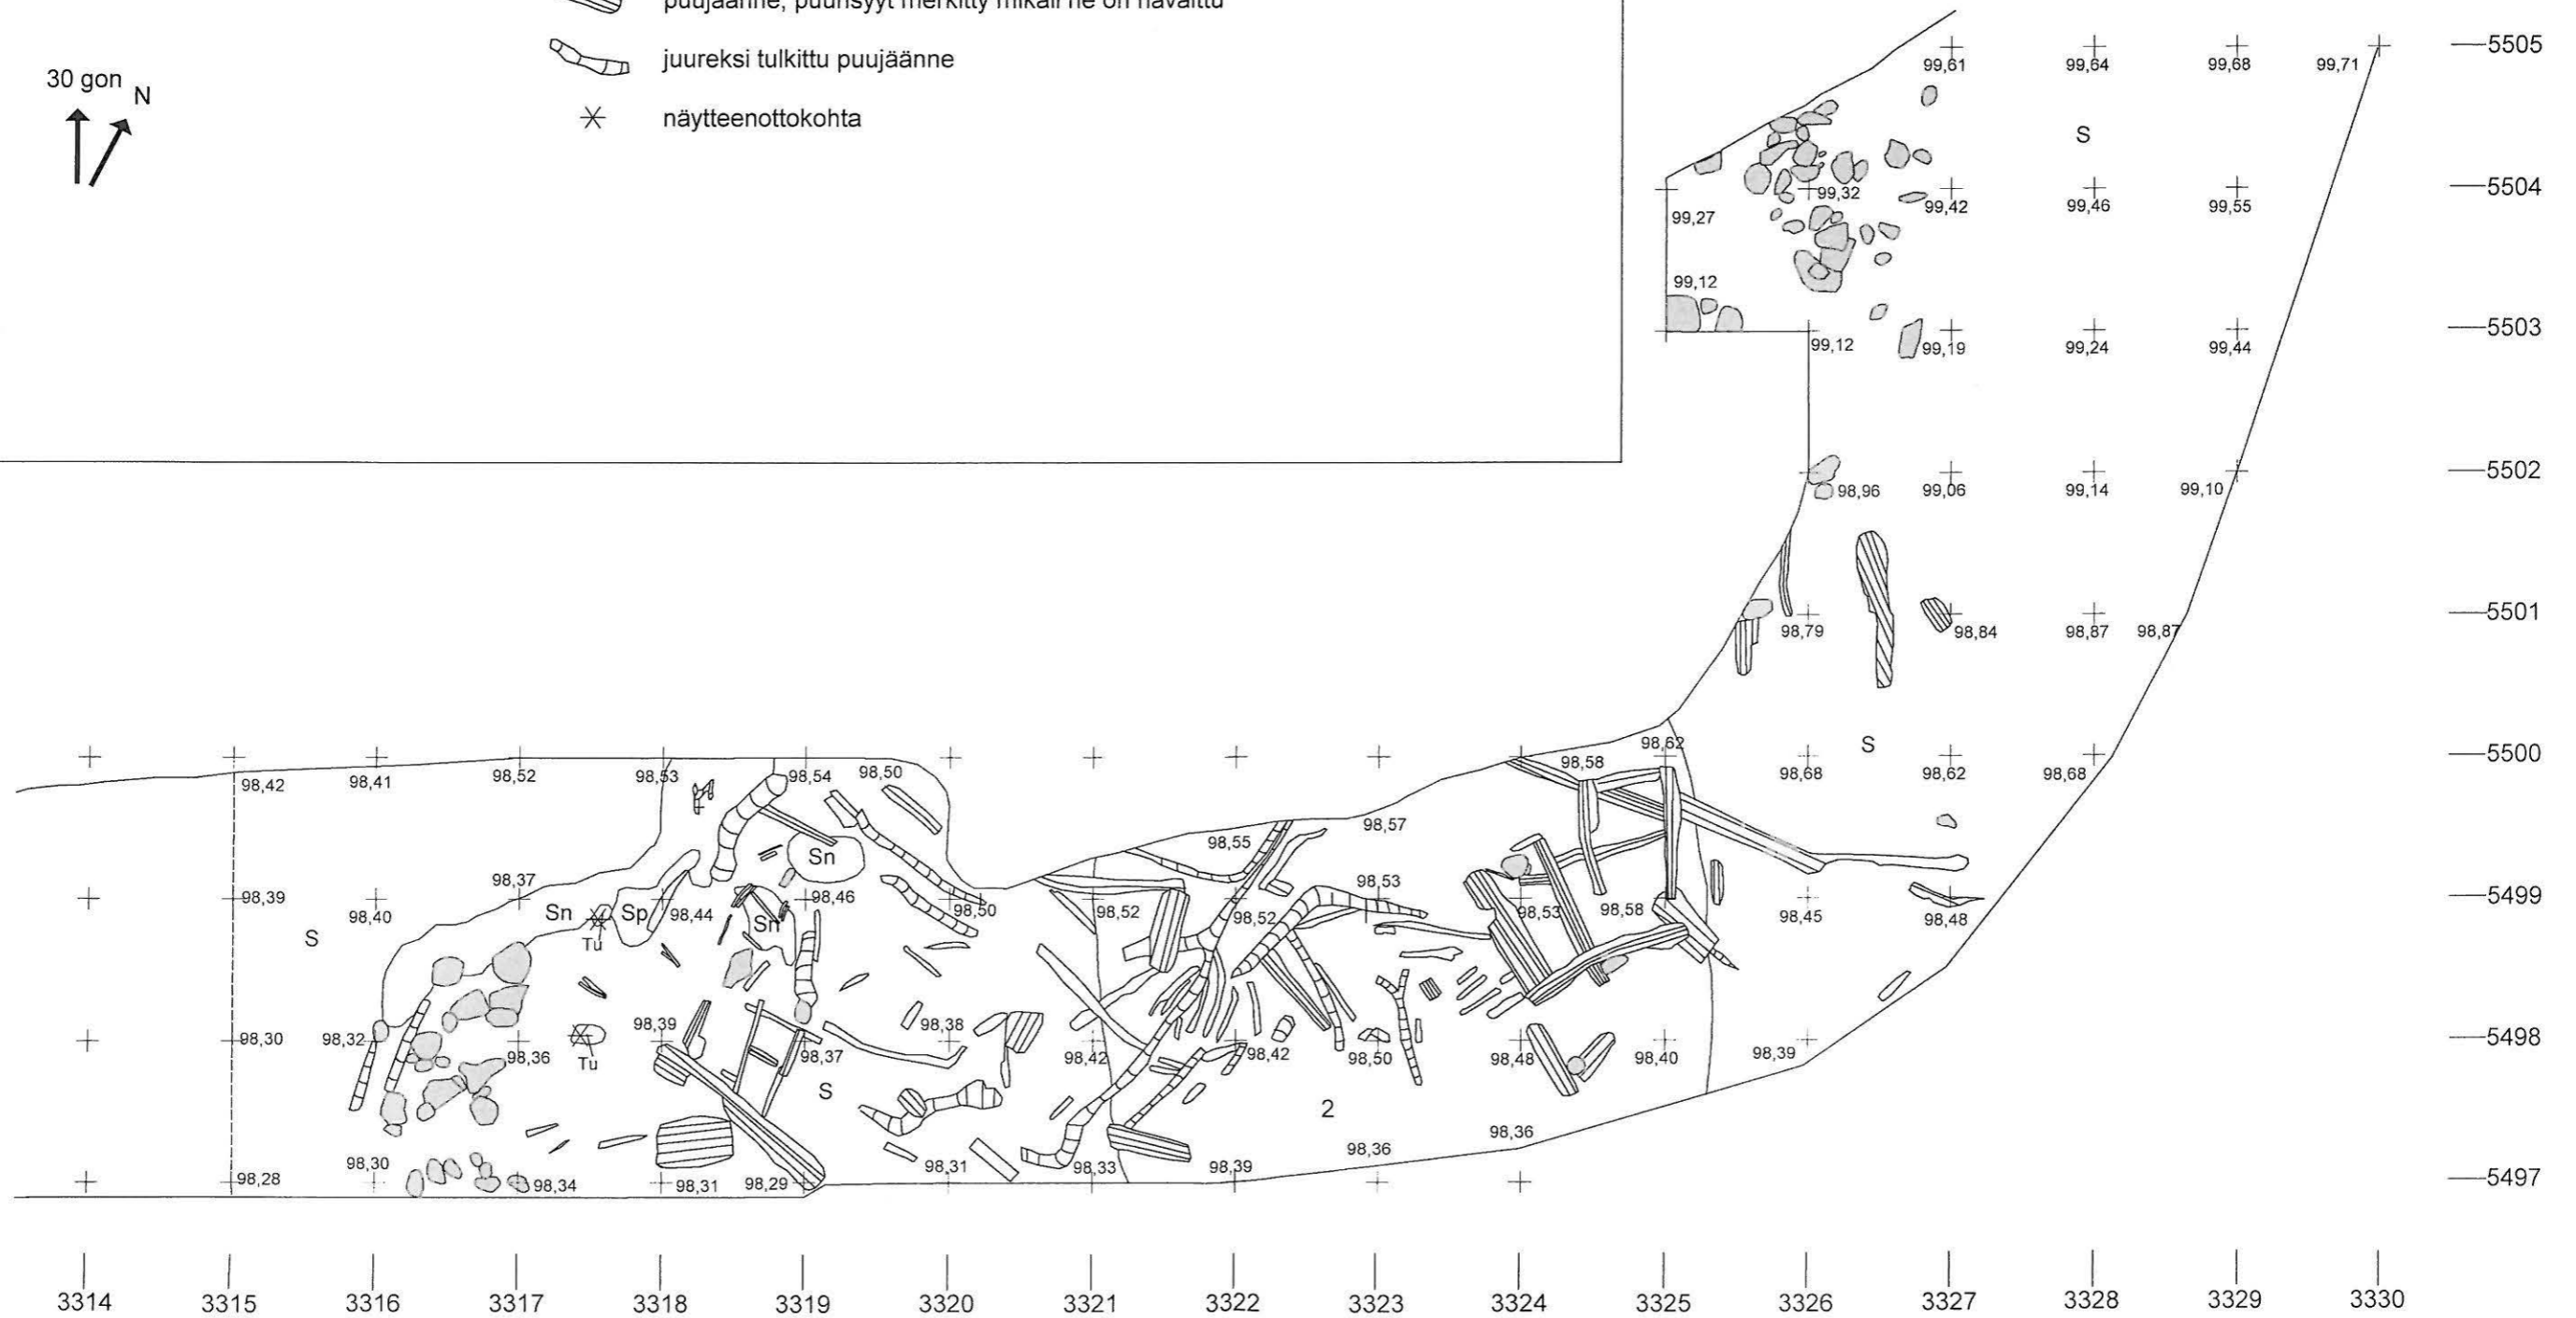 puujäänne, puunsyyt merkitty mikäli ne on havaittu
juureksi tulkittu puujäänne
näytteenottokohta
30 gon
N
99,61 99,64 99,68 99,71 5505
S
99,32 5504
99,27 99,42 99,46 99,55
99,12
5503
99,12 99,19 99,24 99,44
5502
98,96 99,06 99,14 99,10
5501
98,79 98,84 98,87 98,87
S
98,62 5500
98,42 98,41 98,52 98,53 98,54 98,50 98,58 98,68 98,62 98,68
98,57
98,55
Sn
98,37 98,53
98,39 98,46 5499
98,40 Sn Sp 98,44 98,50 98,52 98,52 98,53 98,58 98,45 98,48
Sn
S
Tu
98,39 98,38
98,30 98,32 5498
98,36 98,37 98,42 98,42 98,50 98,48 98,40 98,39
Tu
S
2
98,36
98,36
98,30 98,31 98,33 98,39
98,28 98,34 98,31 98,29 5497
3314 3315 3316 3317 3318 3319 3320 3321 3322 3323 3324 3325 3326 3327 3328 3329 3330